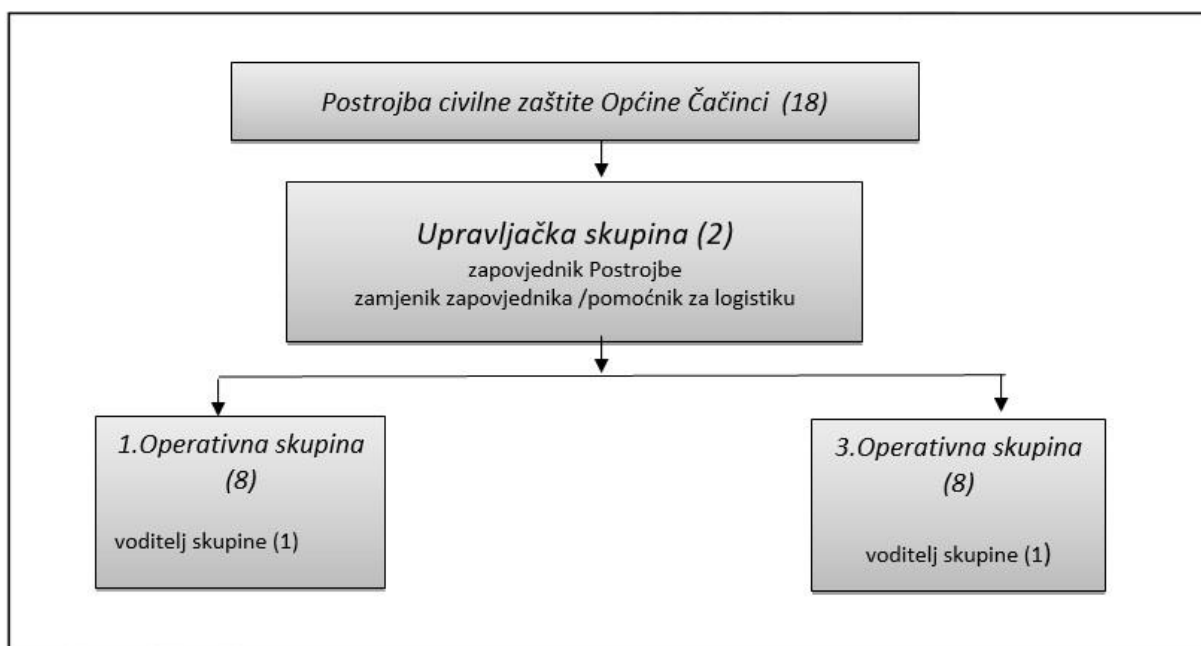 Postrojba civilne zaštite Općine Čačinci (18)
Upravljačka skupina (2)
zapovjednik Postrojbe
zamjenik zapovjednika /pomoćnik za logistiku
1.Operativna skupina
(8)
voditelj skupine (1)
3.Operativna skupina
(8)
voditelj skupine (1)